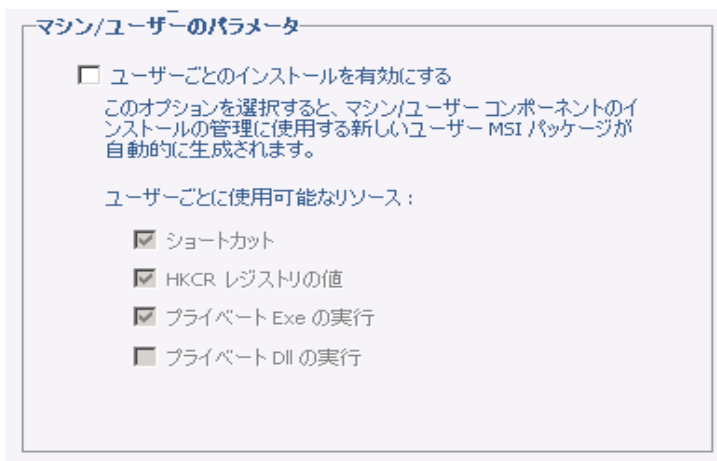 マシン/ユーザーのパラメータ
ユーザーごとのインストールを有効にする
このオプションを選択すると、マシン/ユーザー コンポーネントのイ
ンストールの管理に使用する新しいユーザー MSI パッケージが
自動的に生成されます。
ユーザーごとに使用可能なリソース :
ショートカット
HKCR レジストリの値
プライベート Exe の実行
プライベート Dll の実行